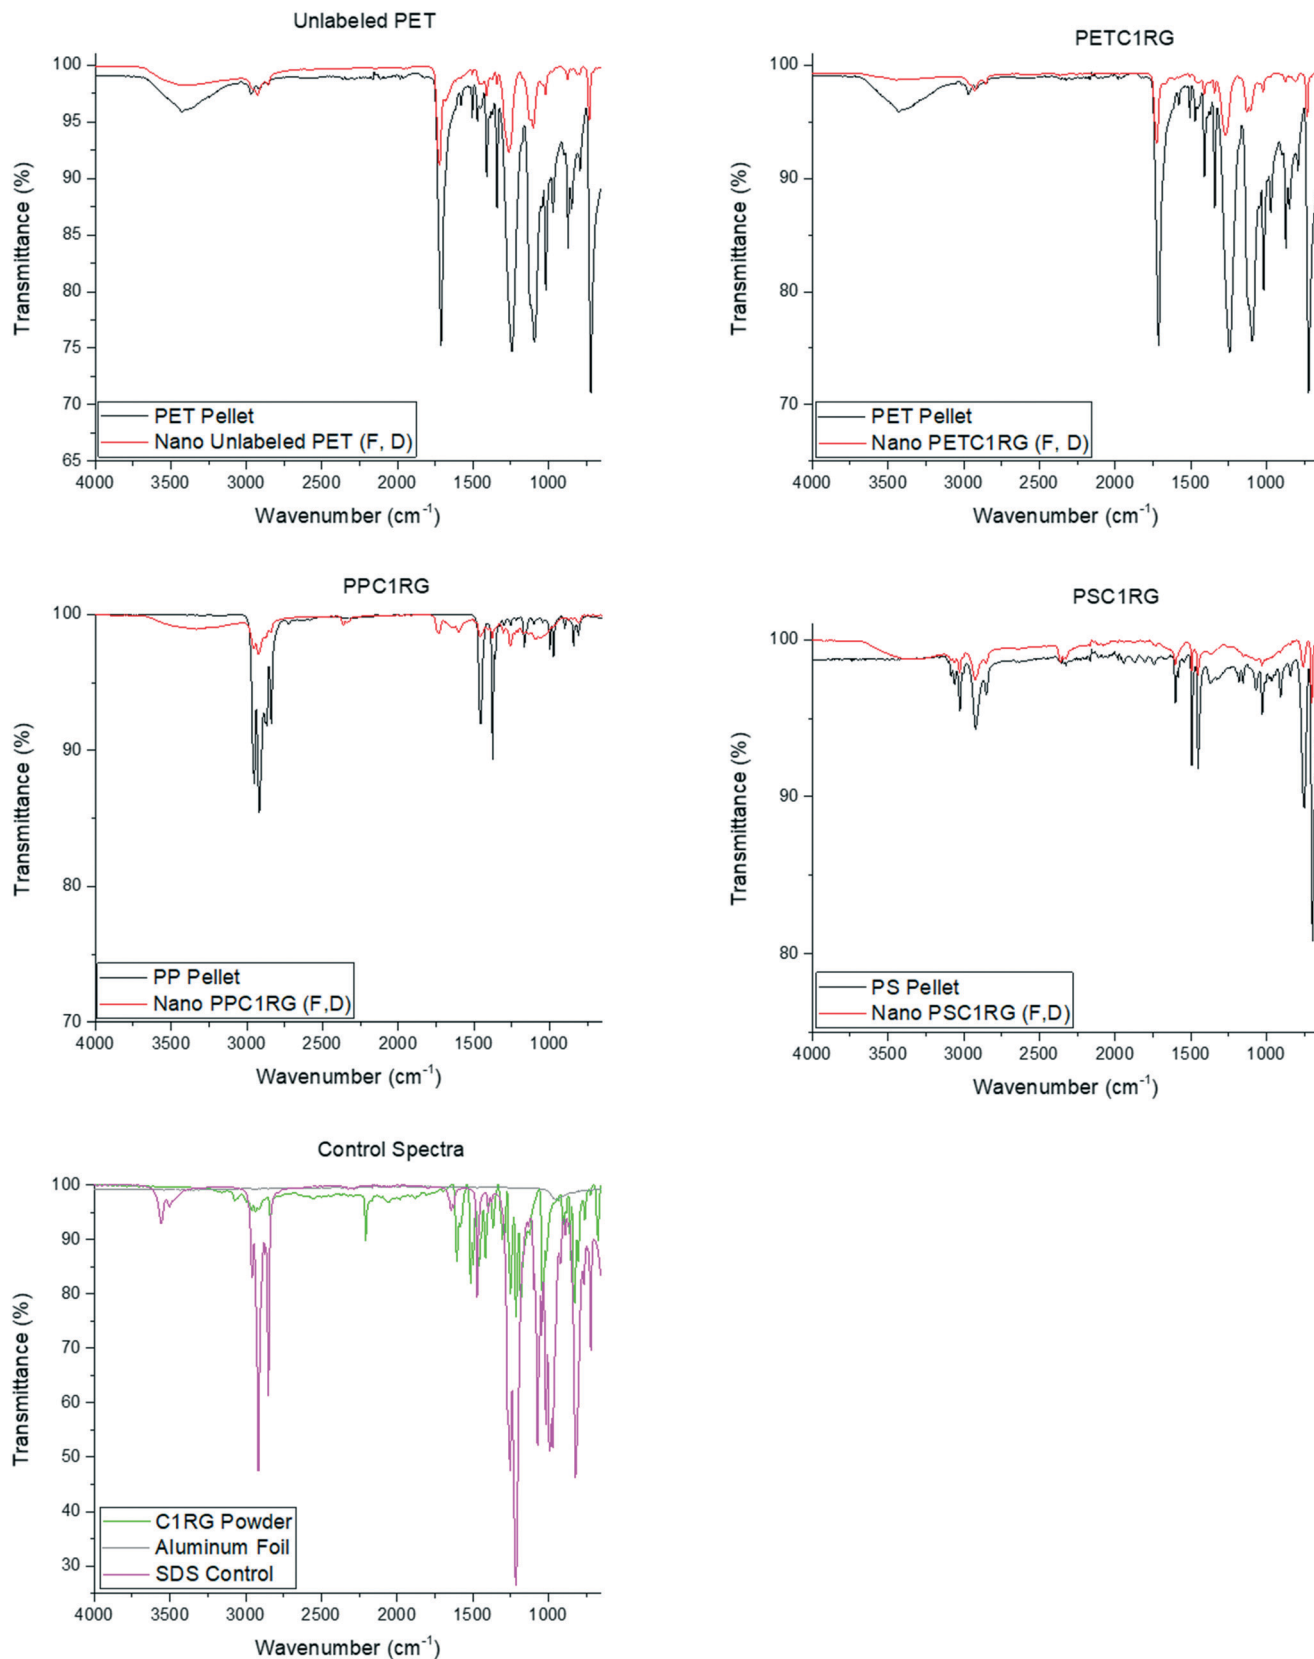 Unlabeled PET
100
95
90
85
80
75
70
65
Transmittance (%)
PET Pellet
Nano Unlabeled PET (F, D)
4000 3500 3000 2500 2000 1500 1000
Wavenumber (cm⁻¹)
PETC1RG
100
95
90
85
80
75
70
65
Transmittance (%)
PET Pellet
Nano PETC1RG (F, D)
4000 3500 3000 2500 2000 1500 1000
Wavenumber (cm⁻¹)
PPC1RG
100
90
80
70
Transmittance (%)
PP Pellet
Nano PPC1RG (F,D)
4000 3500 3000 2500 2000 1500 1000
Wavenumber (cm⁻¹)
PSC1RG
100
90
80
Transmittance (%)
PS Pellet
Nano PSC1RG (F,D)
4000 3500 3000 2500 2000 1500 1000
Wavenumber (cm⁻¹)
Control Spectra
100
90
80
70
60
50
40
30
Transmittance (%)
C1RG Powder
Aluminum Foil
SDS Control
4000 3500 3000 2500 2000 1500 1000
Wavenumber (cm⁻¹)